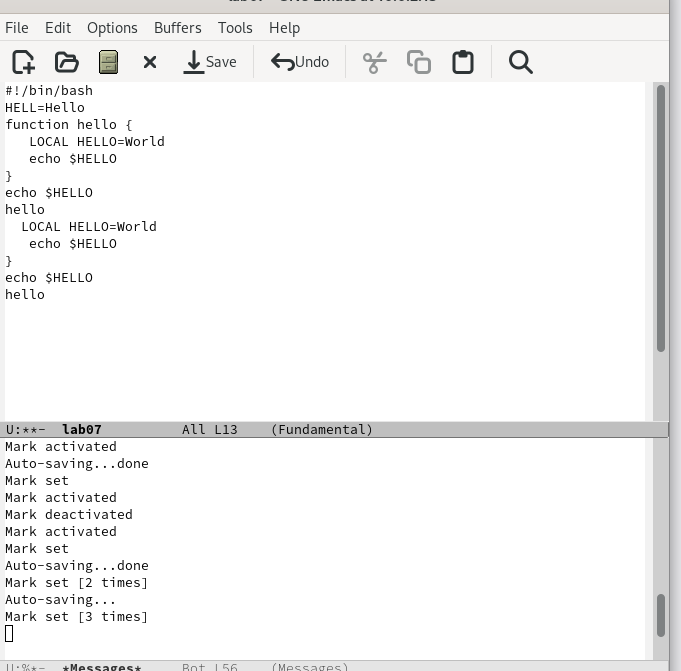 File Edit Options Buffers Tools Help
Save Undo
#!/bin/bash
HELL=Hello
function hello {
   LOCAL HELLO=World
   echo $HELLO
}
echo $HELLO
hello
  LOCAL HELLO=World
   echo $HELLO
}
echo $HELLO
hello
U:**-  lab07          All L13    (Fundamental)
Mark activated
Auto-saving...done
Mark set
Mark activated
Mark deactivated
Mark activated
Mark set
Auto-saving...done
Mark set [2 times]
Auto-saving...
Mark set [3 times]
U:%*-  *Messages*     Bot L56    (Messages)